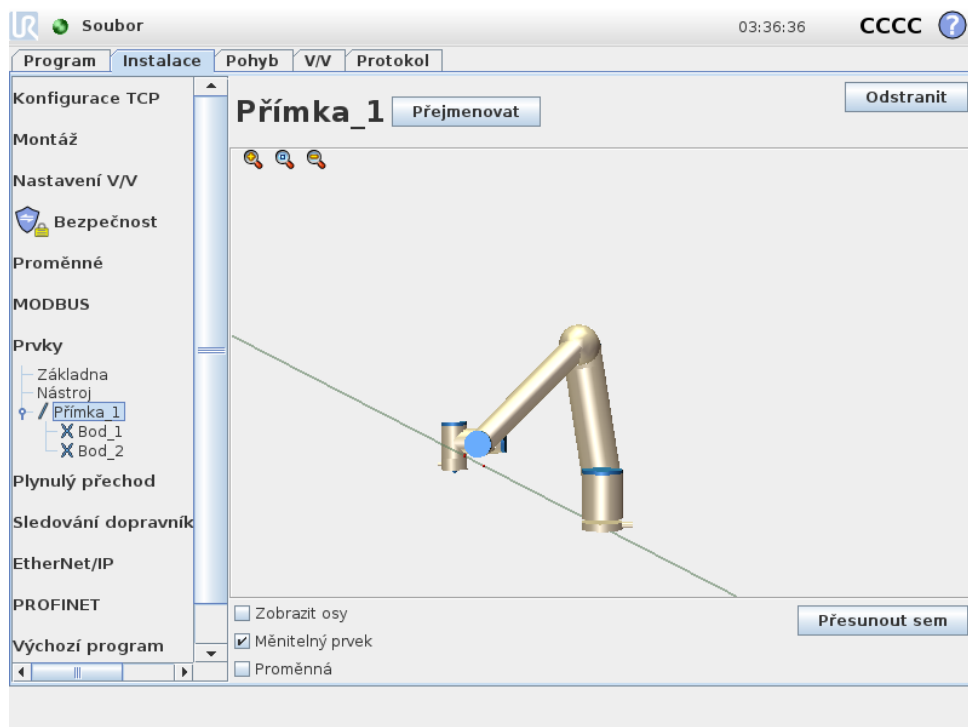 UR Soubor 03:36:36 CCCC ?
Program Instalace Pohyb V/V Protokol
Konfigurace TCP
Montáž
Nastavení V/V
Bezpečnost
Proměnné
MODBUS
Prvky
Základna
Nástroj
Přímka_1
Bod_1
Bod_2
Plynulý přechod
Sledování dopravník
EtherNet/IP
PROFINET
Výchozí program
Přímka_1 Přejmenovat Odstranit
Zobrazit osy
Měnitelný prvek
Proměnná
Přesunout sem